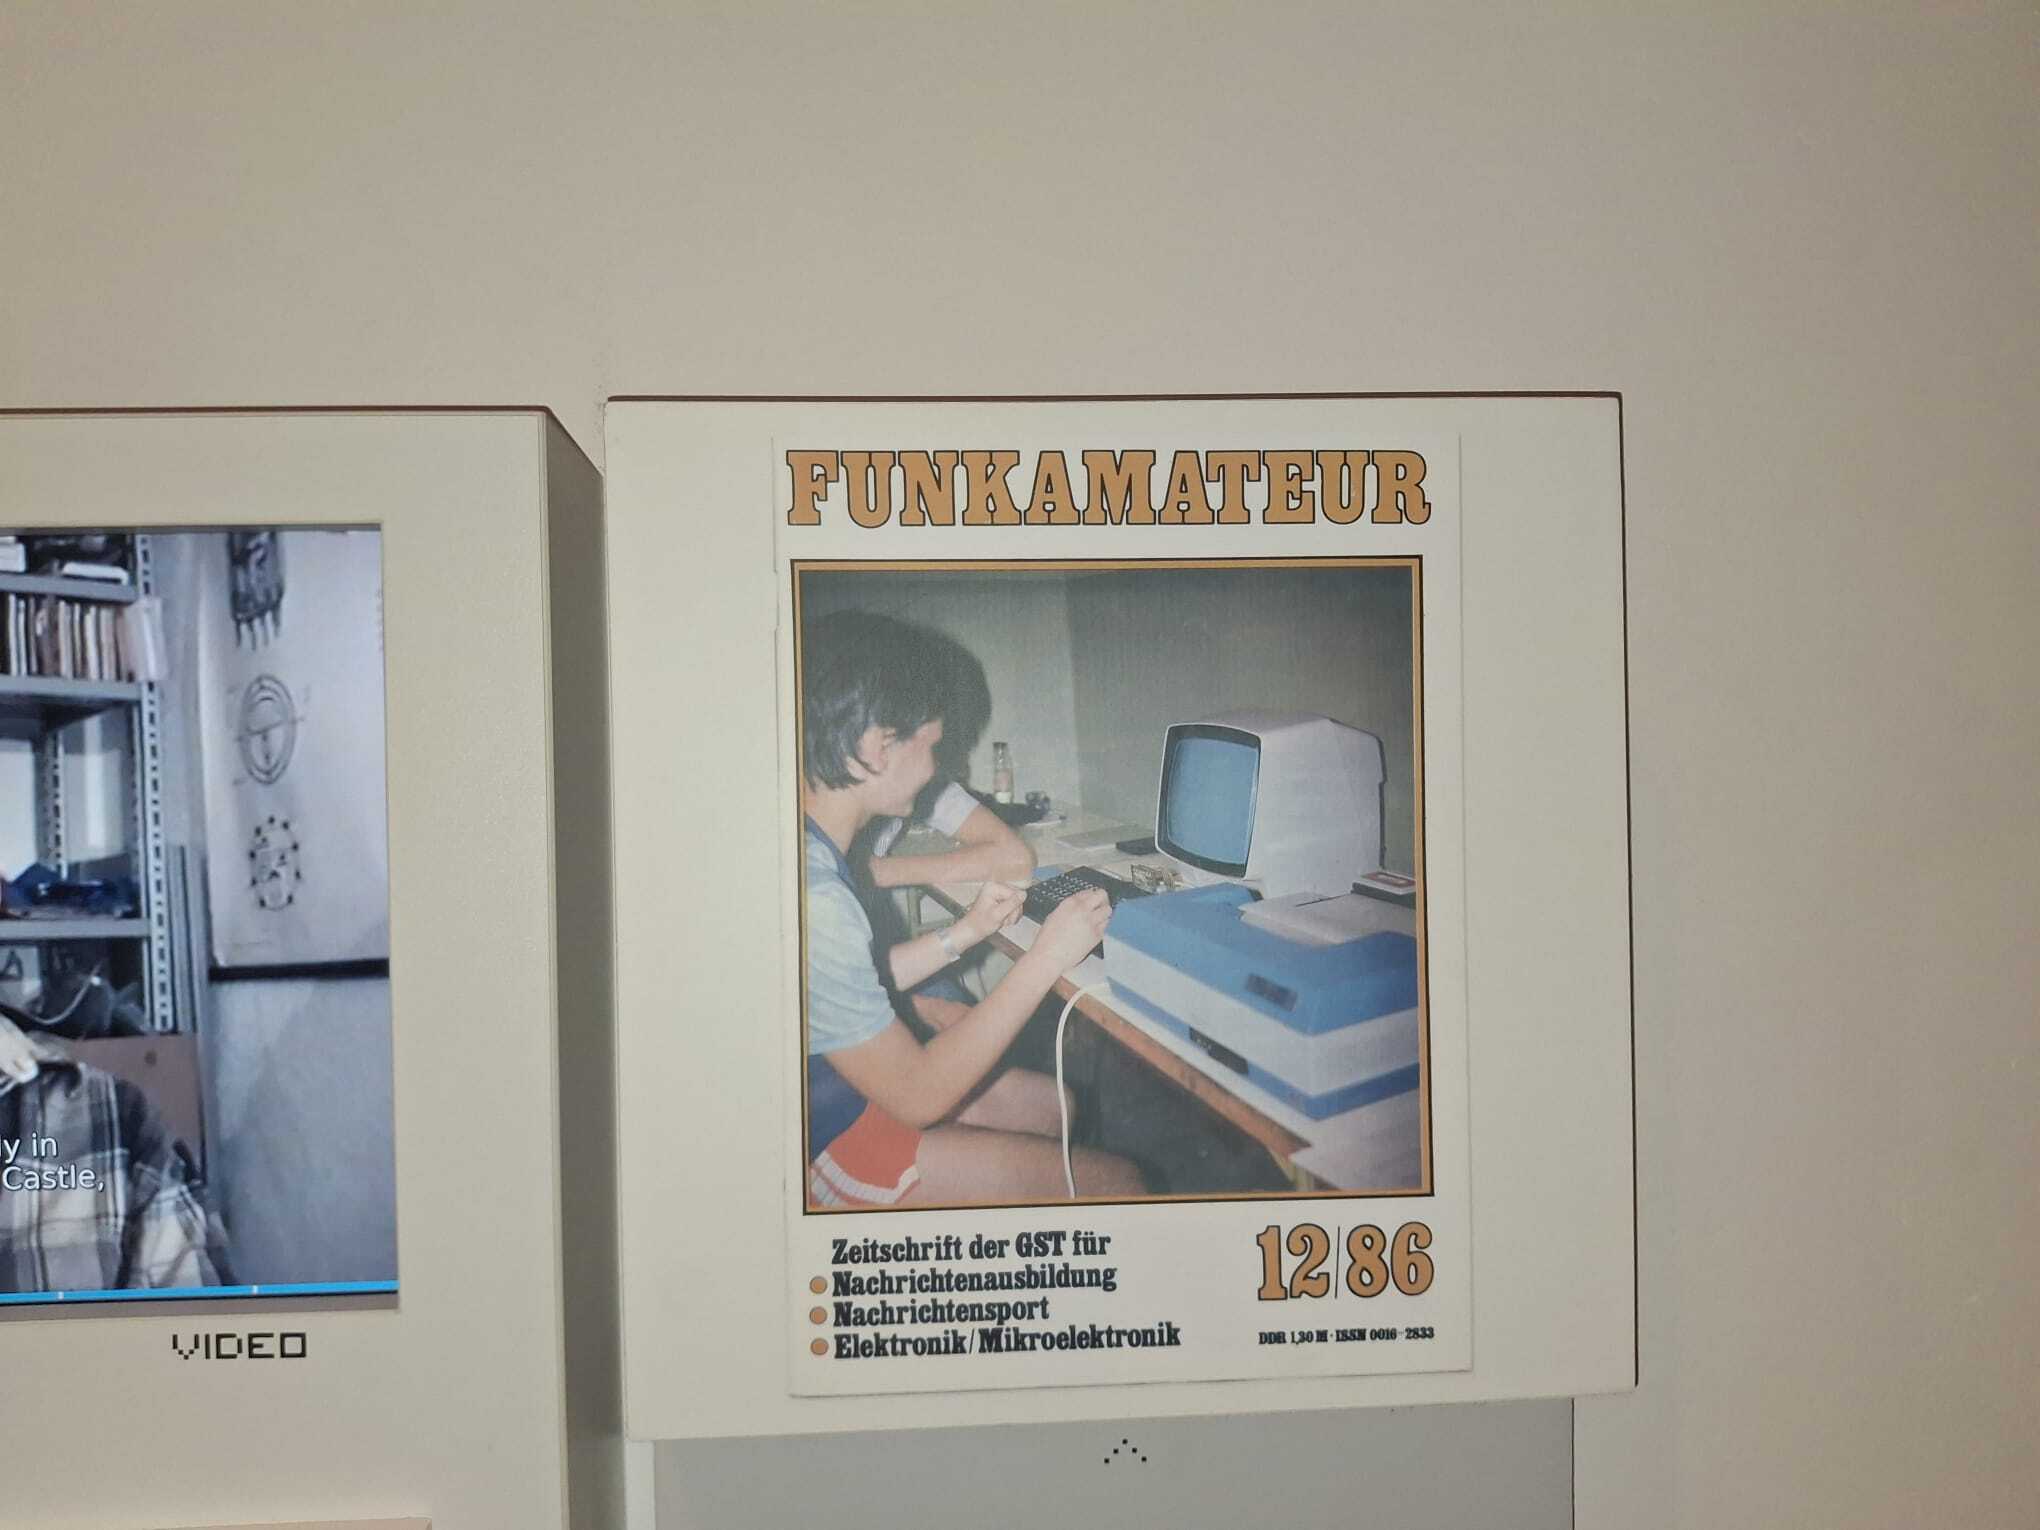 FUNKAMATEUR
Zeitschrift der GST für
Nachrichtenausbildung
Nachrichtensport
Elektronik/Mikroelektronik
12/86
DDR 1,30 M · ISSN 0016-2833
in
Castle,
VIDEO